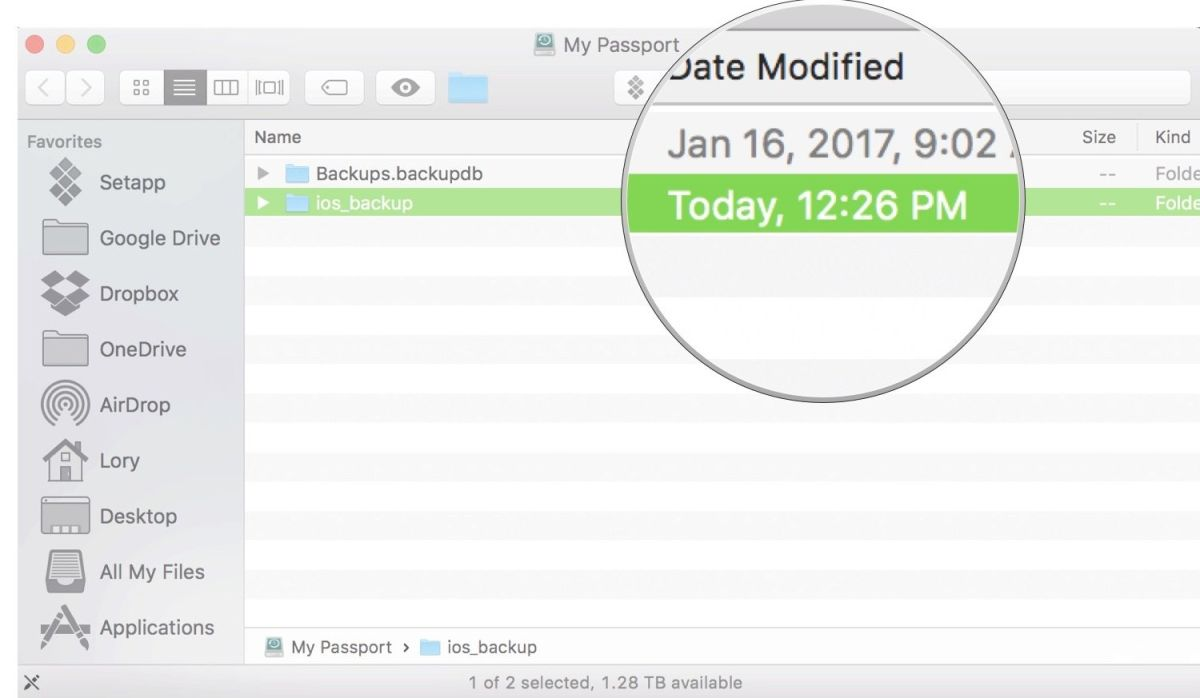 My Passport
Date Modified
Favorites
Name
Size
Kind
Setapp
Backups.backupdb
Jan 16, 2017, 9:02
--
ios_backup
Today, 12:26 PM
--
Google Drive
Dropbox
OneDrive
AirDrop
Lory
Desktop
All My Files
Applications
My Passport › ios_backup
1 of 2 selected, 1.28 TB available